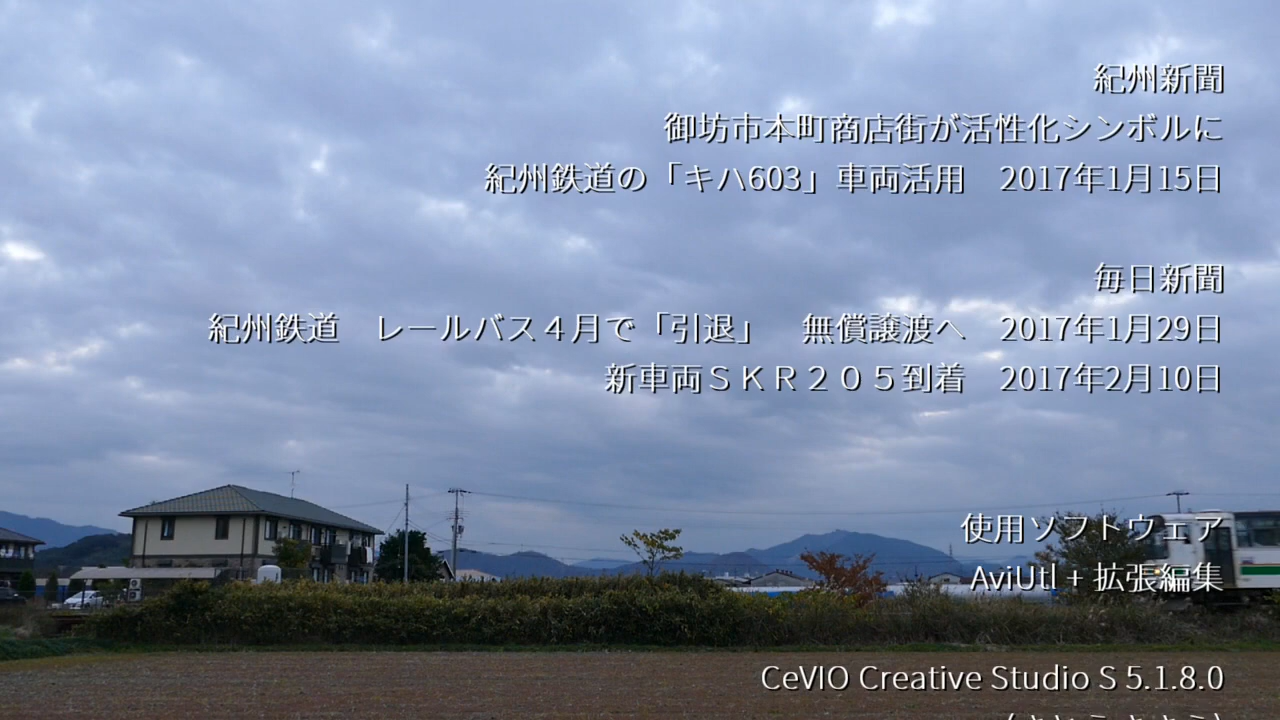 紀州新聞
御坊市本町商店街が活性化シンボルに
紀州鉄道の「キハ603」車両活用　2017年1月15日
毎日新聞
紀州鉄道　レールバス４月で「引退」　無償譲渡へ　2017年1月29日
新車両ＳＫＲ２０５到着　2017年2月10日
使用ソフトウェア
AviUtl + 拡張編集
CeVIO Creative Studio S 5.1.8.0